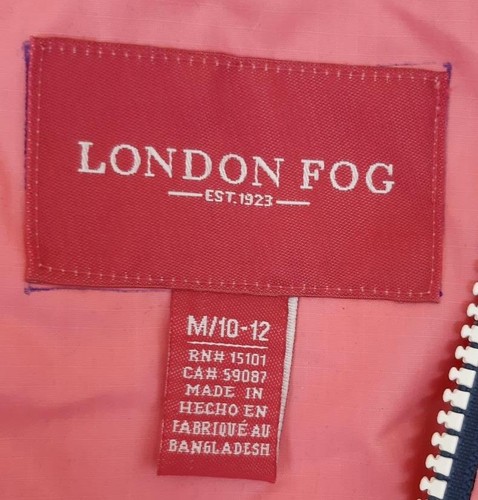 LONDON FOG
EST.1923
M/10-12
RN# 15101
CA# 59087
MADE IN
HECHO EN
FABRIQUÉ AU
BANGLADESH